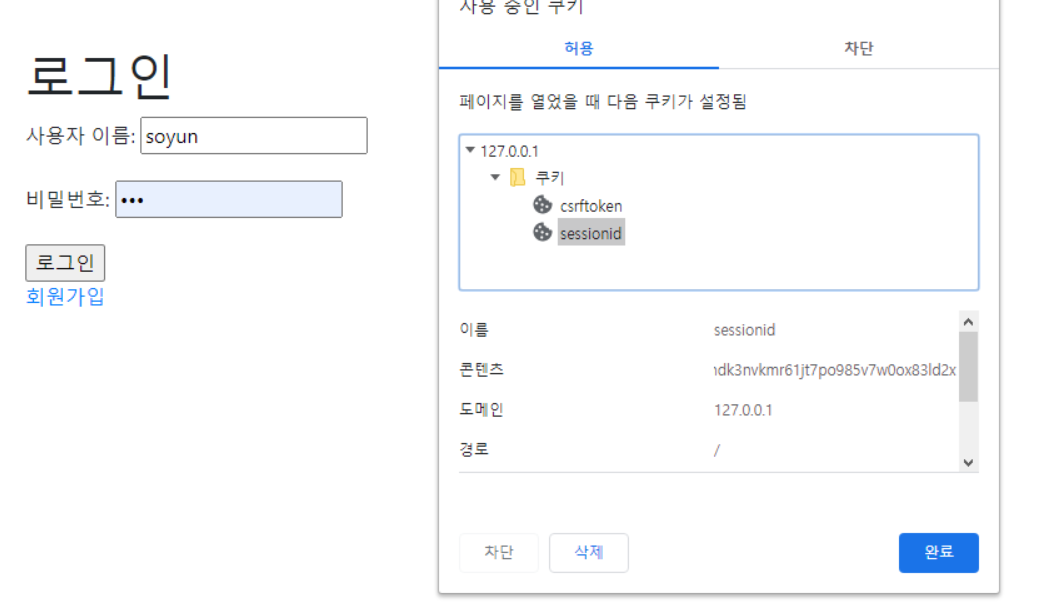 로그인
사용자 이름: soyun
비밀번호: •••
로그인
회원가입
사용 중인 쿠키
허용 차단
페이지를 열었을 때 다음 쿠키가 설정됨
127.0.0.1
쿠키
csrftoken
sessionid
이름 sessionid
콘텐츠 ndk3nvkmr61jt7po985v7w0ox83ld2x
도메인 127.0.0.1
경로 /
차단 삭제 완료